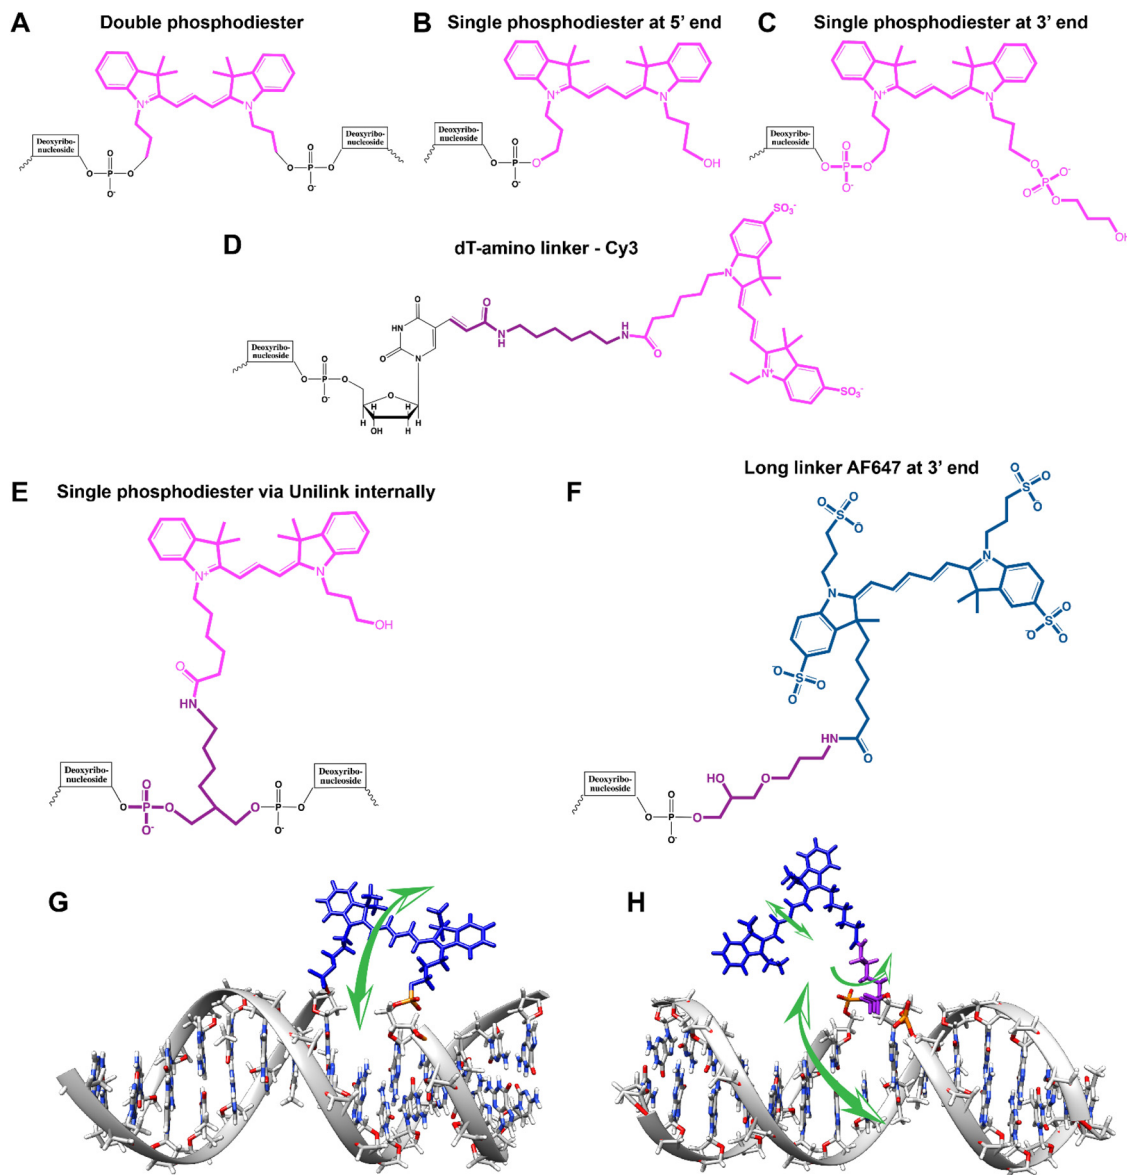 A
Double phosphodiester
B
Single phosphodiester at 5’ end
C
Single phosphodiester at 3’ end
N⁺
N
Deoxyribo-
nucleoside
O
P
O
O
O⁻
O
P
O
O
O⁻
Deoxyribo-
nucleoside
N⁺
N
Deoxyribo-
nucleoside
O
P
O
O
O⁻
OH
N⁺
N
Deoxyribo-
nucleoside
O
P
O
O
O⁻
O
O
P
O⁻
O
OH
D
dT-amino linker - Cy3
SO₃⁻
N
O
O
HN
N
H
H
N
O
O
N
Deoxyribo-
nucleoside
O
P
O
O
O⁻
O
H
H
H
H
OH
N⁺
SO₃⁻
E
Single phosphodiester via Unilink internally
N⁺
N
OH
O
HN
Deoxyribo-
nucleoside
O
P
O
O
O⁻
O
P
O
O
O⁻
Deoxyribo-
nucleoside
F
Long linker AF647 at 3’ end
O
O
S
⁻O
O
O
S
O⁻
N
N
O
O
S
⁻O
⁻O
O
S
O
HN
O
HO
O
Deoxyribo-
nucleoside
O
P
O
O
O⁻
G
H